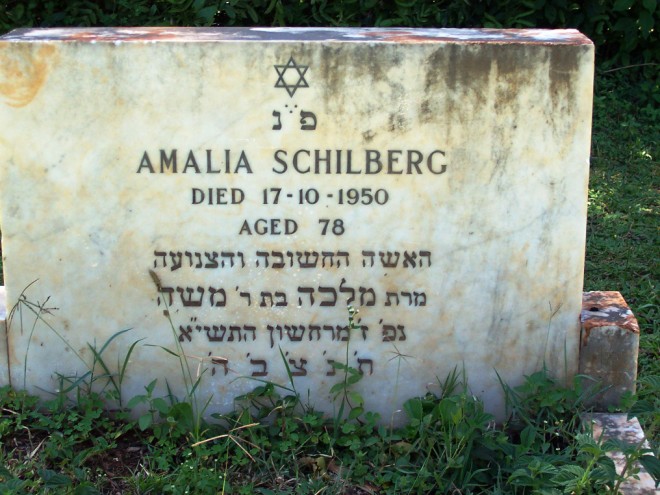 פ״נ
AMALIA SCHILBERG
DIED 17-10-1950
AGED 78
האשה החשובה והצנועה
מרת מלכה בת ר׳ משה
נפ׳ ז׳ מרחשון התשי״א
ת׳ נ׳ צ׳ ב׳ ה׳